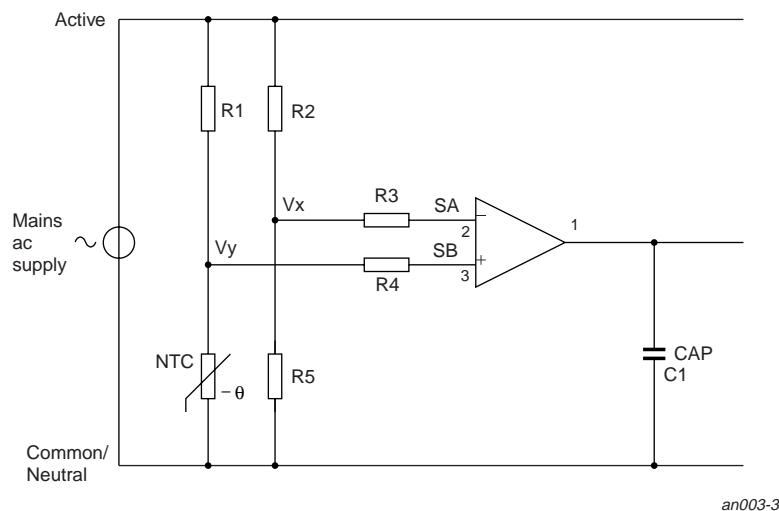 Active
R1
R2
Vx
R3
SA
−
2
1
Mains
ac
supply
Vy
SB
+
3
R4
NTC
−θ
R5
CAP
C1
Common/
Neutral
an003-3